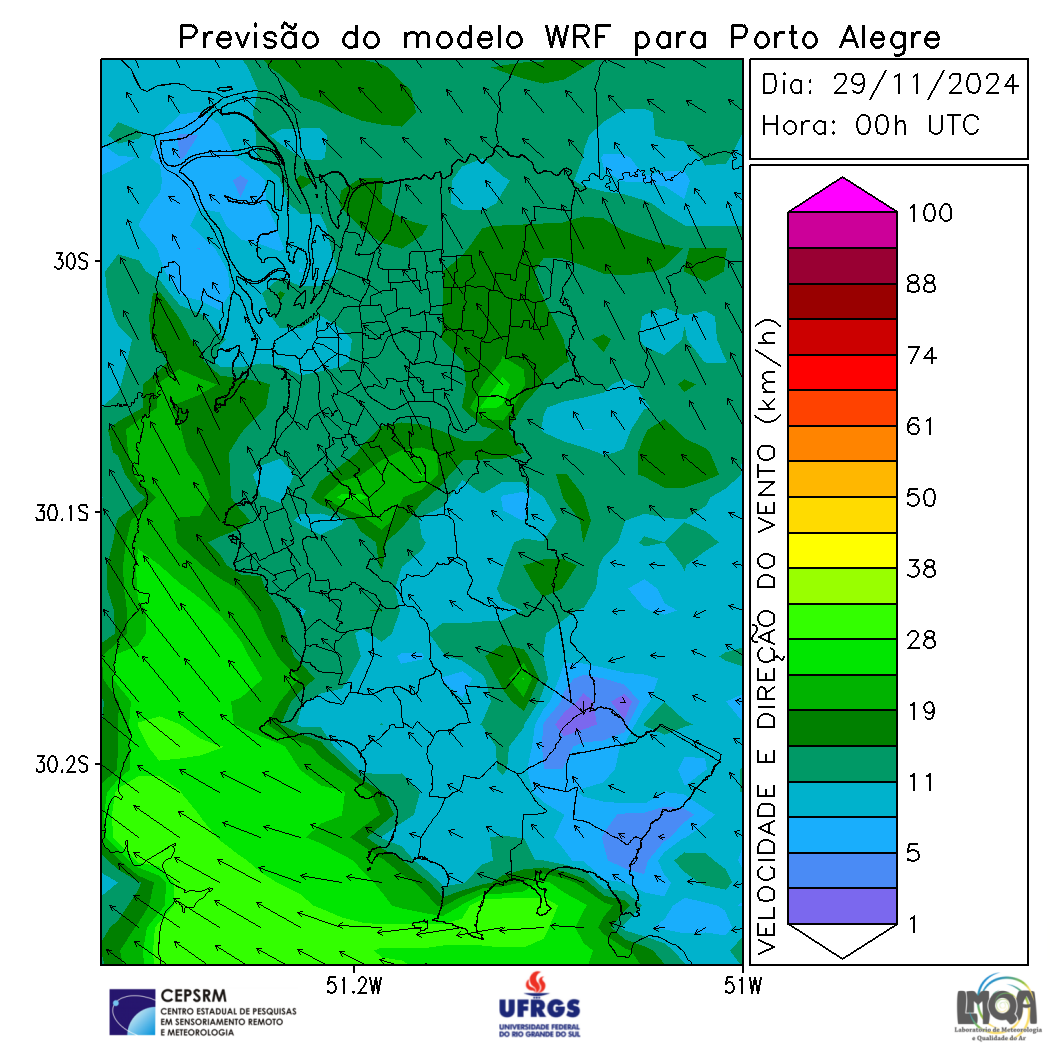 Previsão do modelo WRF para Porto Alegre
Dia: 29/11/2024
Hora: 00h UTC
30S
30.1S
30.2S
51.2W
51W
VELOCIDADE E DIREÇÃO DO VENTO (km/h)
100
88
74
61
50
38
28
19
11
5
1
CEPSRM
CENTRO ESTADUAL DE PESQUISAS
EM SENSORIAMENTO REMOTO
E METEOROLOGIA
UFRGS
UNIVERSIDADE FEDERAL
DO RIO GRANDE DO SUL
LMQA
Laboratório de Meteorologia
e Qualidade do Ar